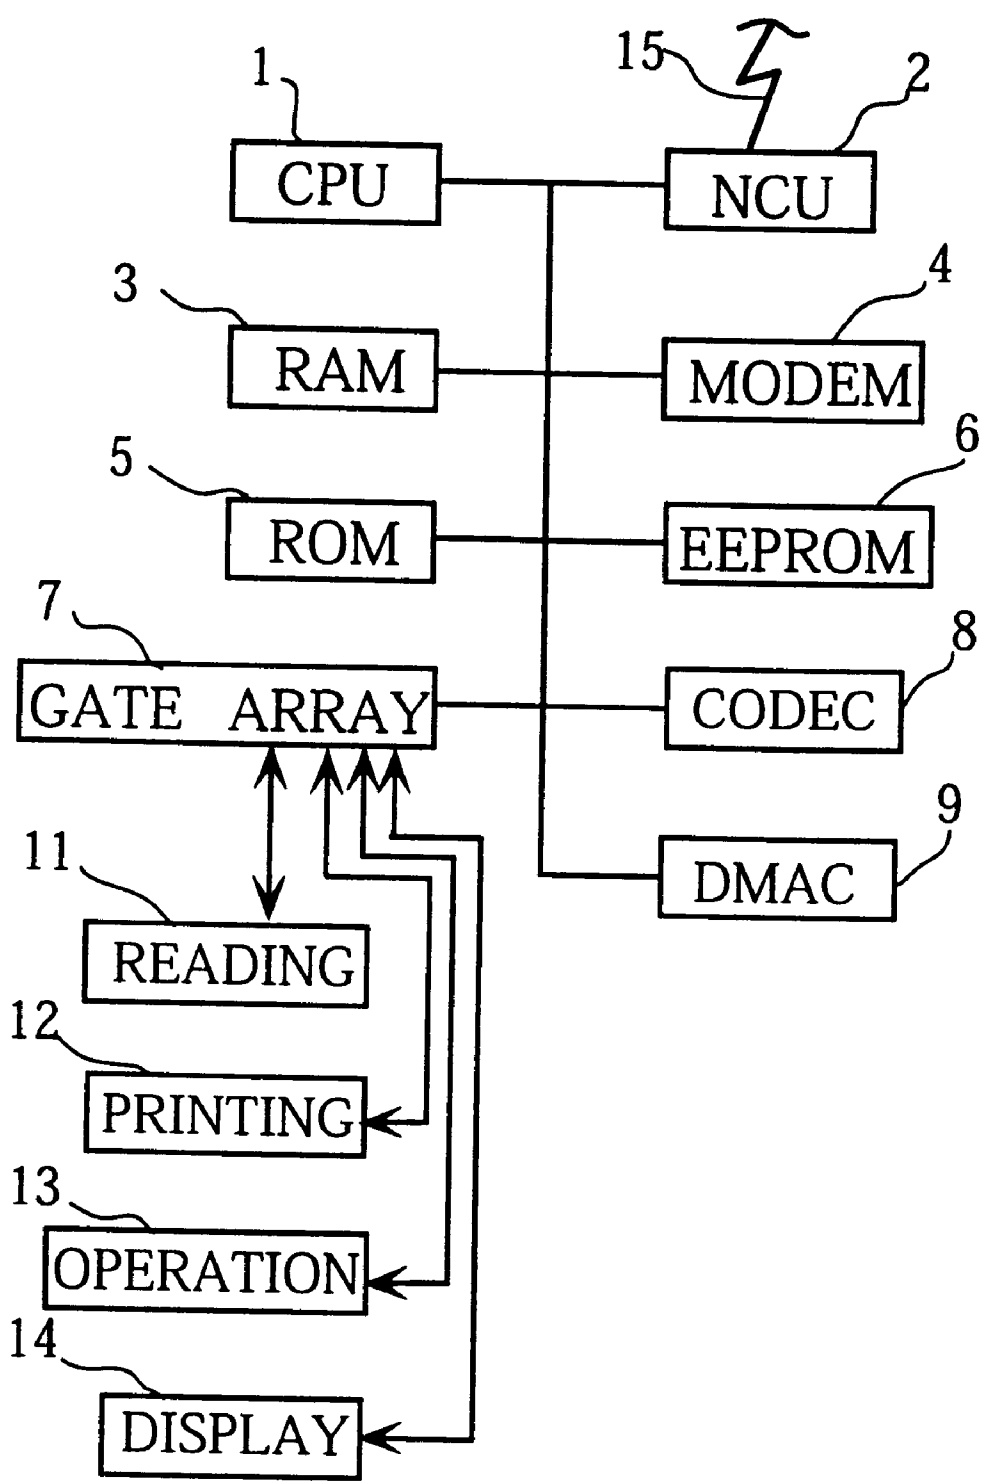 15
1
2
CPU
NCU
3
4
RAM
MODEM
5
6
ROM
EEPROM
7
8
GATE ARRAY
CODEC
9
11
DMAC
READING
12
PRINTING
13
OPERATION
14
DISPLAY